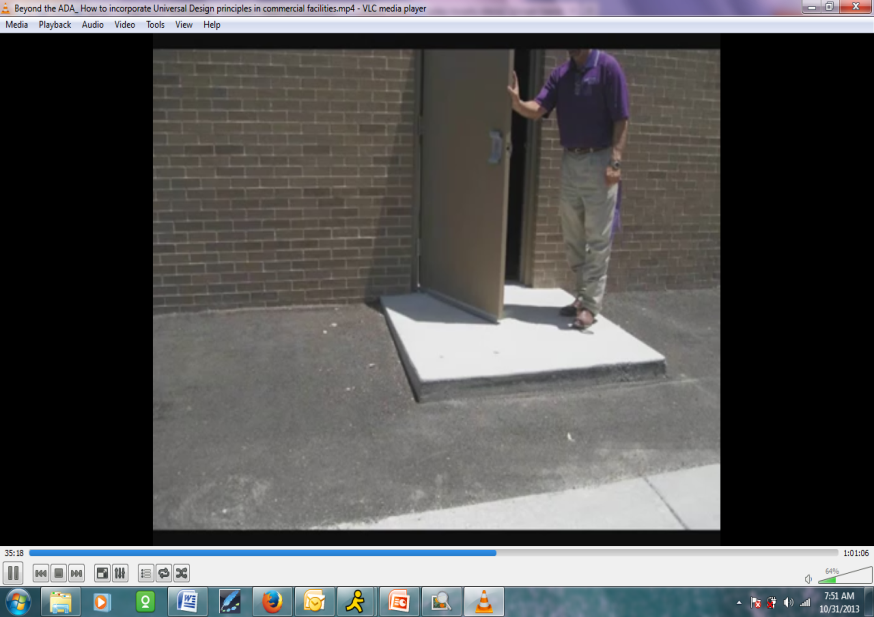 Beyond the ADA_ How to incorporate Universal Design principles in commercial facilities.mp4 - VLC media player
Media Playback Audio Video Tools View Help
35:18
1:01:06
64%
7:51 AM
10/31/2013